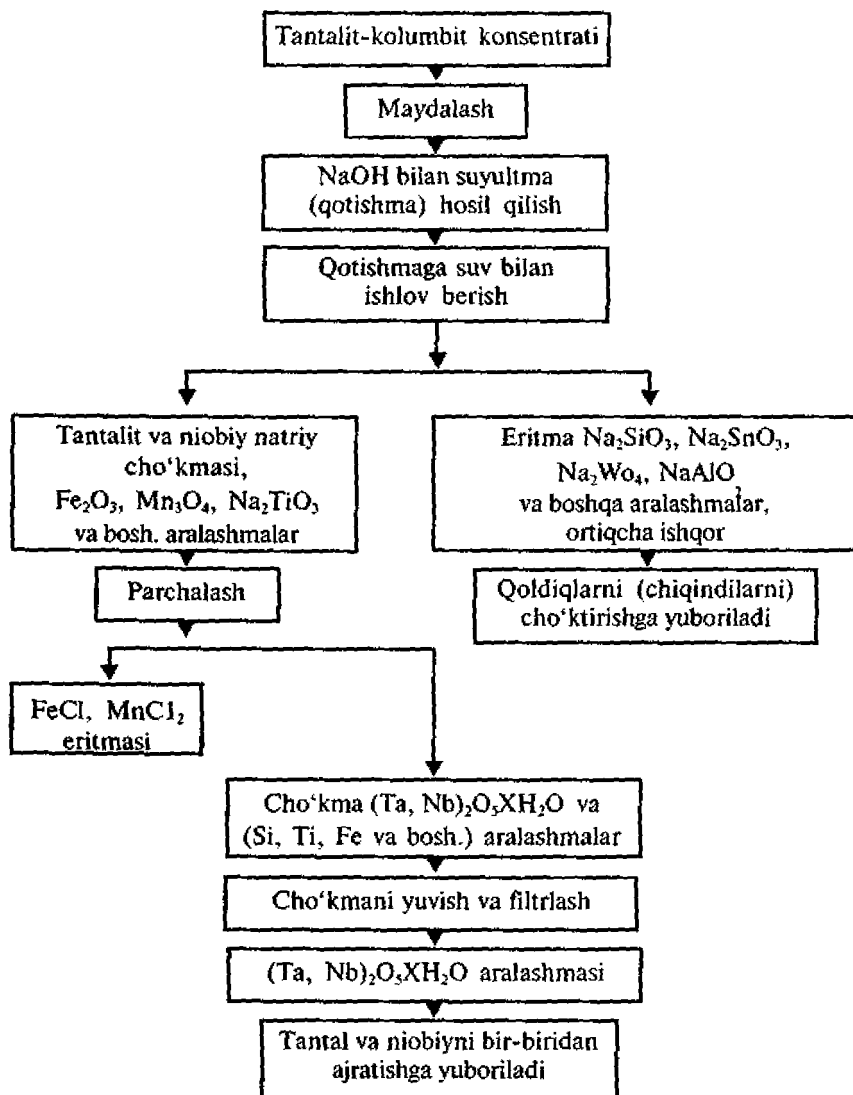 Tantalit-kolumbit konsentrati
Maydalash
NaOH bilan suyultma
(qotishma) hosil qilish
Qotishmaga suv bilan
ishlov berish
Tantalit va niobiy natriy
cho‘kmasi,
Fe₂O₃, Mn₃O₄, Na₂TiO₃
va bosh. aralashmalar
Eritma Na₂SiO₃, Na₂SnO₃,
Na₂Wo₄, NaAlO₂
va boshqa aralashmalar,
ortiqcha ishqor
Parchalash
Qoldiqlarni (chiqindilarni)
cho‘ktirishga yuboriladi
FeCl, MnCl₂
eritmasi
Cho‘kma (Ta, Nb)₂O₅XH₂O va
(Si, Ti, Fe va bosh.) aralashmalar
Cho‘kmani yuvish va filtrlash
(Ta, Nb)₂O₅XH₂O aralashmasi
Tantal va niobiyni bir-biridan
ajratishga yuboriladi